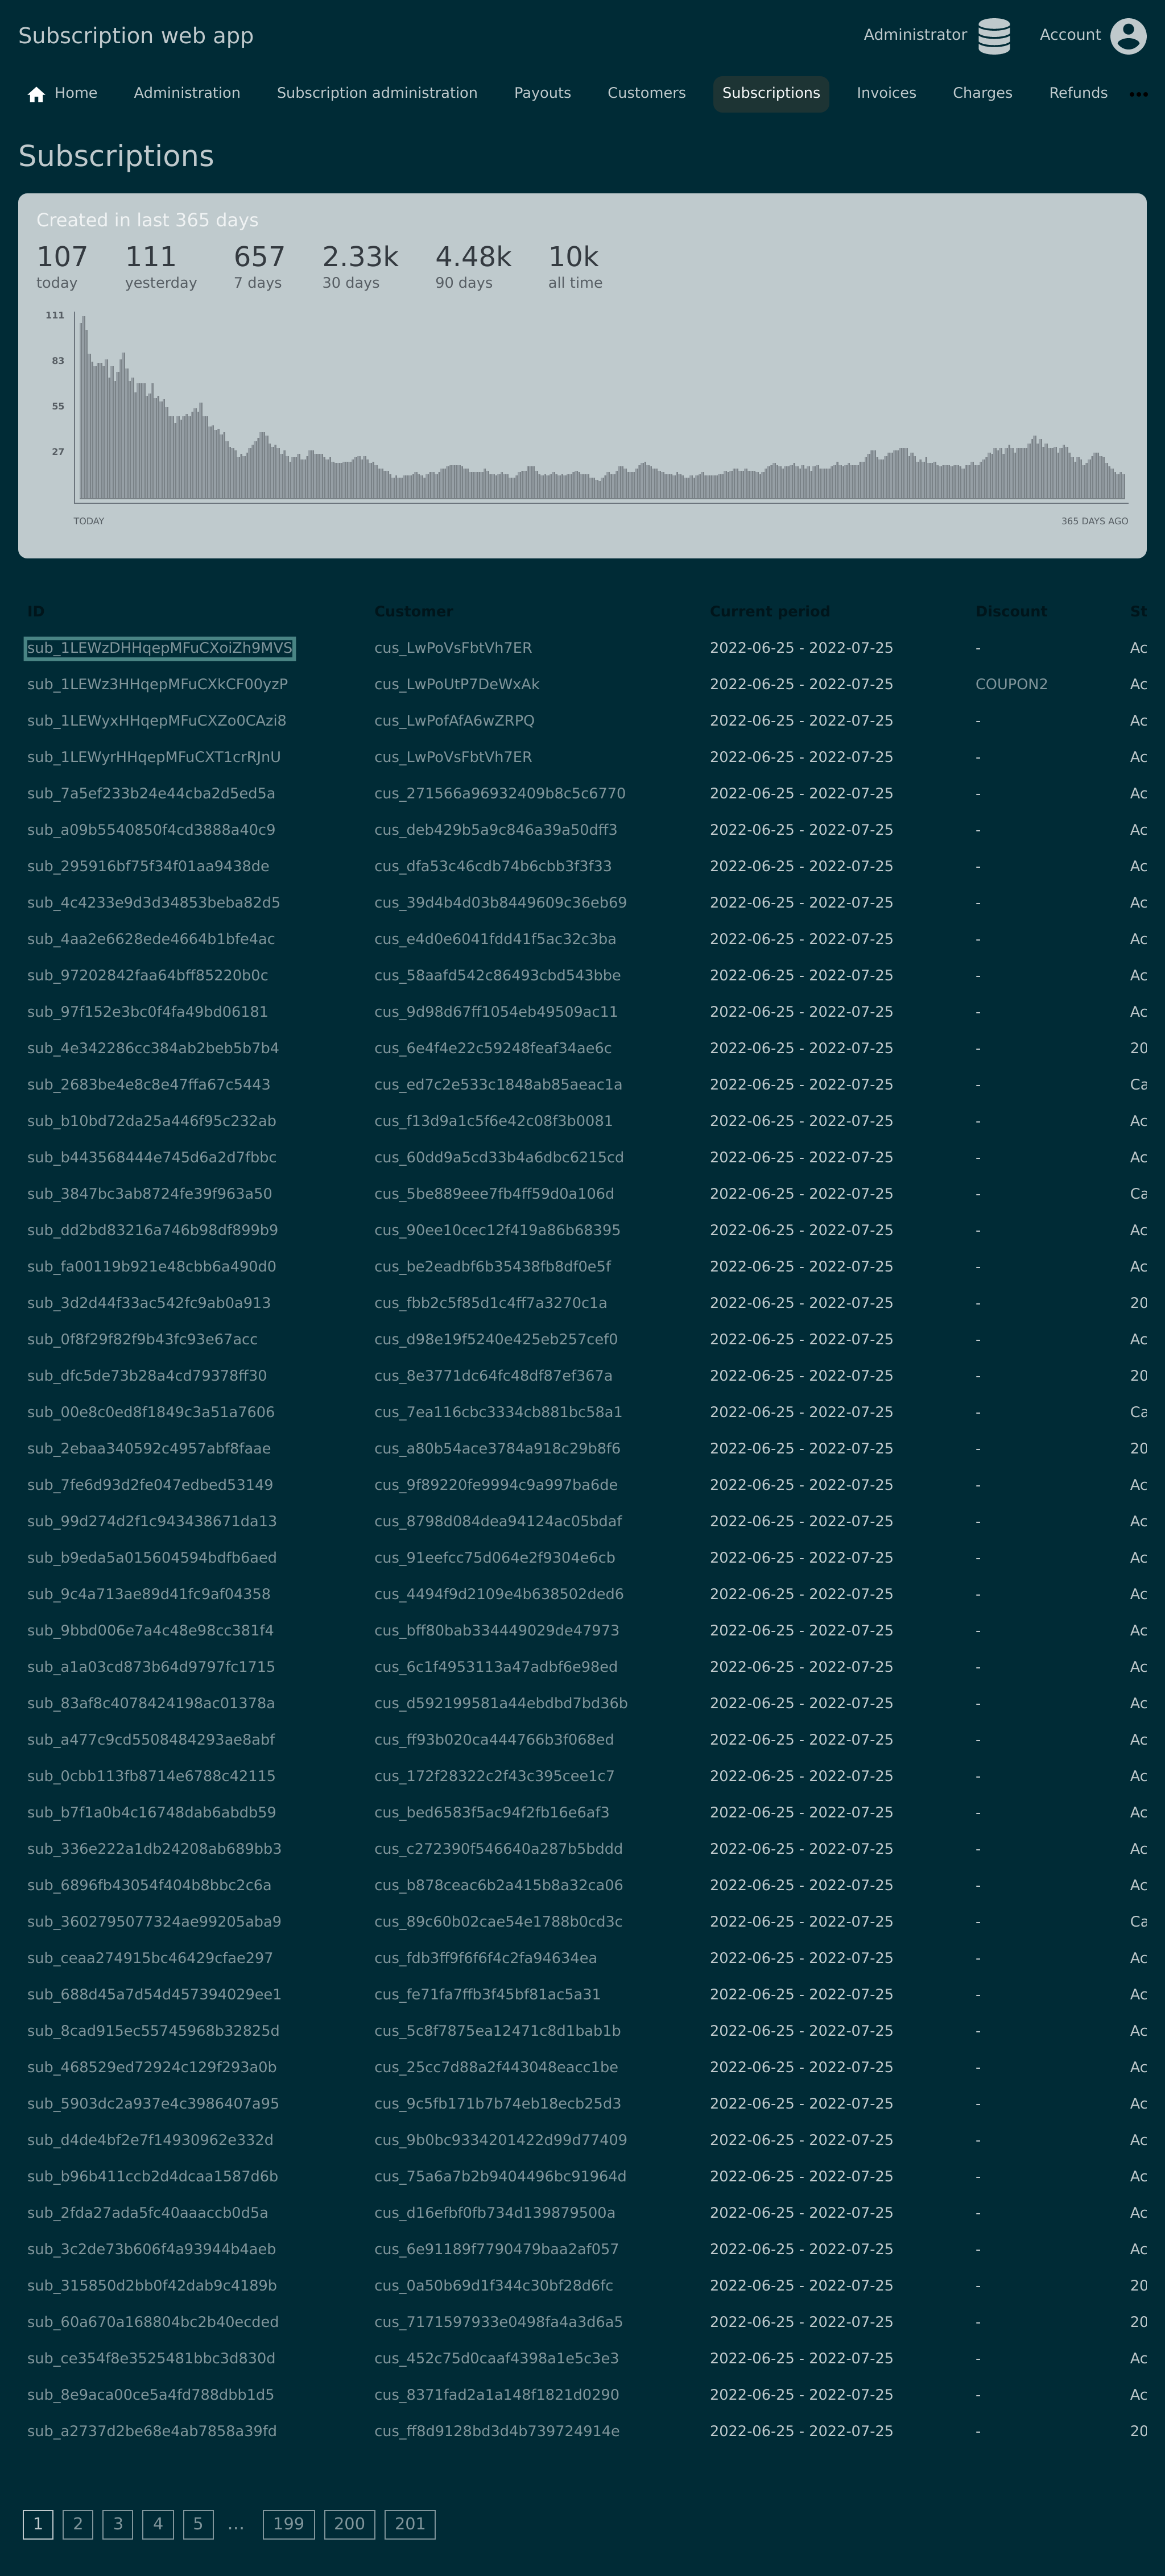 Subscription web app Administrator Account
Home Administration Subscription administration Payouts Customers Subscriptions Invoices Charges Refunds
Subscriptions
Created in last 365 days
107 111 657 2.33k 4.48k 10k
today yesterday 7 days 30 days 90 days all time
111
83
55
27
TODAY 365 DAYS AGO
ID Customer Current period Discount St
sub_1LEWzDHHqepMFuCXoiZh9MVS cus_LwPoVsFbtVh7ER 2022-06-25 - 2022-07-25 - Ac
sub_1LEWz3HHqepMFuCXkCF00yzP cus_LwPoUtP7DeWxAk 2022-06-25 - 2022-07-25 COUPON2 Ac
sub_1LEWyxHHqepMFuCXZo0CAzi8 cus_LwPofAfA6wZRPQ 2022-06-25 - 2022-07-25 - Ac
sub_1LEWyrHHqepMFuCXT1crRJnU cus_LwPoVsFbtVh7ER 2022-06-25 - 2022-07-25 - Ac
sub_7a5ef233b24e44cba2d5ed5a cus_271566a96932409b8c5c6770 2022-06-25 - 2022-07-25 - Ac
sub_a09b5540850f4cd3888a40c9 cus_deb429b5a9c846a39a50dff3 2022-06-25 - 2022-07-25 - Ac
sub_295916bf75f34f01aa9438de cus_dfa53c46cdb74b6cbb3f3f33 2022-06-25 - 2022-07-25 - Ac
sub_4c4233e9d3d34853beba82d5 cus_39d4b4d03b8449609c36eb69 2022-06-25 - 2022-07-25 - Ac
sub_4aa2e6628ede4664b1bfe4ac cus_e4d0e6041fdd41f5ac32c3ba 2022-06-25 - 2022-07-25 - Ac
sub_97202842faa64bff85220b0c cus_58aafd542c86493cbd543bbe 2022-06-25 - 2022-07-25 - Ac
sub_97f152e3bc0f4fa49bd06181 cus_9d98d67ff1054eb49509ac11 2022-06-25 - 2022-07-25 - Ac
sub_4e342286cc384ab2beb5b7b4 cus_6e4f4e22c59248feaf34ae6c 2022-06-25 - 2022-07-25 - 20
sub_2683be4e8c8e47ffa67c5443 cus_ed7c2e533c1848ab85aeac1a 2022-06-25 - 2022-07-25 - Ca
sub_b10bd72da25a446f95c232ab cus_f13d9a1c5f6e42c08f3b0081 2022-06-25 - 2022-07-25 - Ac
sub_b443568444e745d6a2d7fbbc cus_60dd9a5cd33b4a6dbc6215cd 2022-06-25 - 2022-07-25 - Ac
sub_3847bc3ab8724fe39f963a50 cus_5be889eee7fb4ff59d0a106d 2022-06-25 - 2022-07-25 - Ca
sub_dd2bd83216a746b98df899b9 cus_90ee10cec12f419a86b68395 2022-06-25 - 2022-07-25 - Ac
sub_fa00119b921e48cbb6a490d0 cus_be2eadbf6b35438fb8df0e5f 2022-06-25 - 2022-07-25 - Ac
sub_3d2d44f33ac542fc9ab0a913 cus_fbb2c5f85d1c4ff7a3270c1a 2022-06-25 - 2022-07-25 - 20
sub_0f8f29f82f9b43fc93e67acc cus_d98e19f5240e425eb257cef0 2022-06-25 - 2022-07-25 - Ac
sub_dfc5de73b28a4cd79378ff30 cus_8e3771dc64fc48df87ef367a 2022-06-25 - 2022-07-25 - 20
sub_00e8c0ed8f1849c3a51a7606 cus_7ea116cbc3334cb881bc58a1 2022-06-25 - 2022-07-25 - Ca
sub_2ebaa340592c4957abf8faae cus_a80b54ace3784a918c29b8f6 2022-06-25 - 2022-07-25 - 20
sub_7fe6d93d2fe047edbed53149 cus_9f89220fe9994c9a997ba6de 2022-06-25 - 2022-07-25 - Ac
sub_99d274d2f1c943438671da13 cus_8798d084dea94124ac05bdaf 2022-06-25 - 2022-07-25 - Ac
sub_b9eda5a015604594bdfb6aed cus_91eefcc75d064e2f9304e6cb 2022-06-25 - 2022-07-25 - Ac
sub_9c4a713ae89d41fc9af04358 cus_4494f9d2109e4b638502ded6 2022-06-25 - 2022-07-25 - Ac
sub_9bbd006e7a4c48e98cc381f4 cus_bff80bab334449029de47973 2022-06-25 - 2022-07-25 - Ac
sub_a1a03cd873b64d9797fc1715 cus_6c1f4953113a47adbf6e98ed 2022-06-25 - 2022-07-25 - Ac
sub_83af8c4078424198ac01378a cus_d592199581a44ebdbd7bd36b 2022-06-25 - 2022-07-25 - Ac
sub_a477c9cd5508484293ae8abf cus_ff93b020ca444766b3f068ed 2022-06-25 - 2022-07-25 - Ac
sub_0cbb113fb8714e6788c42115 cus_172f28322c2f43c395cee1c7 2022-06-25 - 2022-07-25 - Ac
sub_b7f1a0b4c16748dab6abdb59 cus_bed6583f5ac94f2fb16e6af3 2022-06-25 - 2022-07-25 - Ac
sub_336e222a1db24208ab689bb3 cus_c272390f546640a287b5bddd 2022-06-25 - 2022-07-25 - Ac
sub_6896fb43054f404b8bbc2c6a cus_b878ceac6b2a415b8a32ca06 2022-06-25 - 2022-07-25 - Ac
sub_3602795077324ae99205aba9 cus_89c60b02cae54e1788b0cd3c 2022-06-25 - 2022-07-25 - Ca
sub_ceaa274915bc46429cfae297 cus_fdb3ff9f6f6f4c2fa94634ea 2022-06-25 - 2022-07-25 - Ac
sub_688d45a7d54d457394029ee1 cus_fe71fa7ffb3f45bf81ac5a31 2022-06-25 - 2022-07-25 - Ac
sub_8cad915ec55745968b32825d cus_5c8f7875ea12471c8d1bab1b 2022-06-25 - 2022-07-25 - Ac
sub_468529ed72924c129f293a0b cus_25cc7d88a2f443048eacc1be 2022-06-25 - 2022-07-25 - Ac
sub_5903dc2a937e4c3986407a95 cus_9c5fb171b7b74eb18ecb25d3 2022-06-25 - 2022-07-25 - Ac
sub_d4de4bf2e7f14930962e332d cus_9b0bc9334201422d99d77409 2022-06-25 - 2022-07-25 - Ac
sub_b96b411ccb2d4dcaa1587d6b cus_75a6a7b2b9404496bc91964d 2022-06-25 - 2022-07-25 - Ac
sub_2fda27ada5fc40aaaccb0d5a cus_d16efbf0fb734d139879500a 2022-06-25 - 2022-07-25 - Ac
sub_3c2de73b606f4a93944b4aeb cus_6e91189f7790479baa2af057 2022-06-25 - 2022-07-25 - Ac
sub_315850d2bb0f42dab9c4189b cus_0a50b69d1f344c30bf28d6fc 2022-06-25 - 2022-07-25 - 20
sub_60a670a168804bc2b40ecded cus_7171597933e0498fa4a3d6a5 2022-06-25 - 2022-07-25 - 20
sub_ce354f8e3525481bbc3d830d cus_452c75d0caaf4398a1e5c3e3 2022-06-25 - 2022-07-25 - Ac
sub_8e9aca00ce5a4fd788dbb1d5 cus_8371fad2a1a148f1821d0290 2022-06-25 - 2022-07-25 - Ac
sub_a2737d2be68e4ab7858a39fd cus_ff8d9128bd3d4b739724914e 2022-06-25 - 2022-07-25 - 20
1 2 3 4 5 … 199 200 201